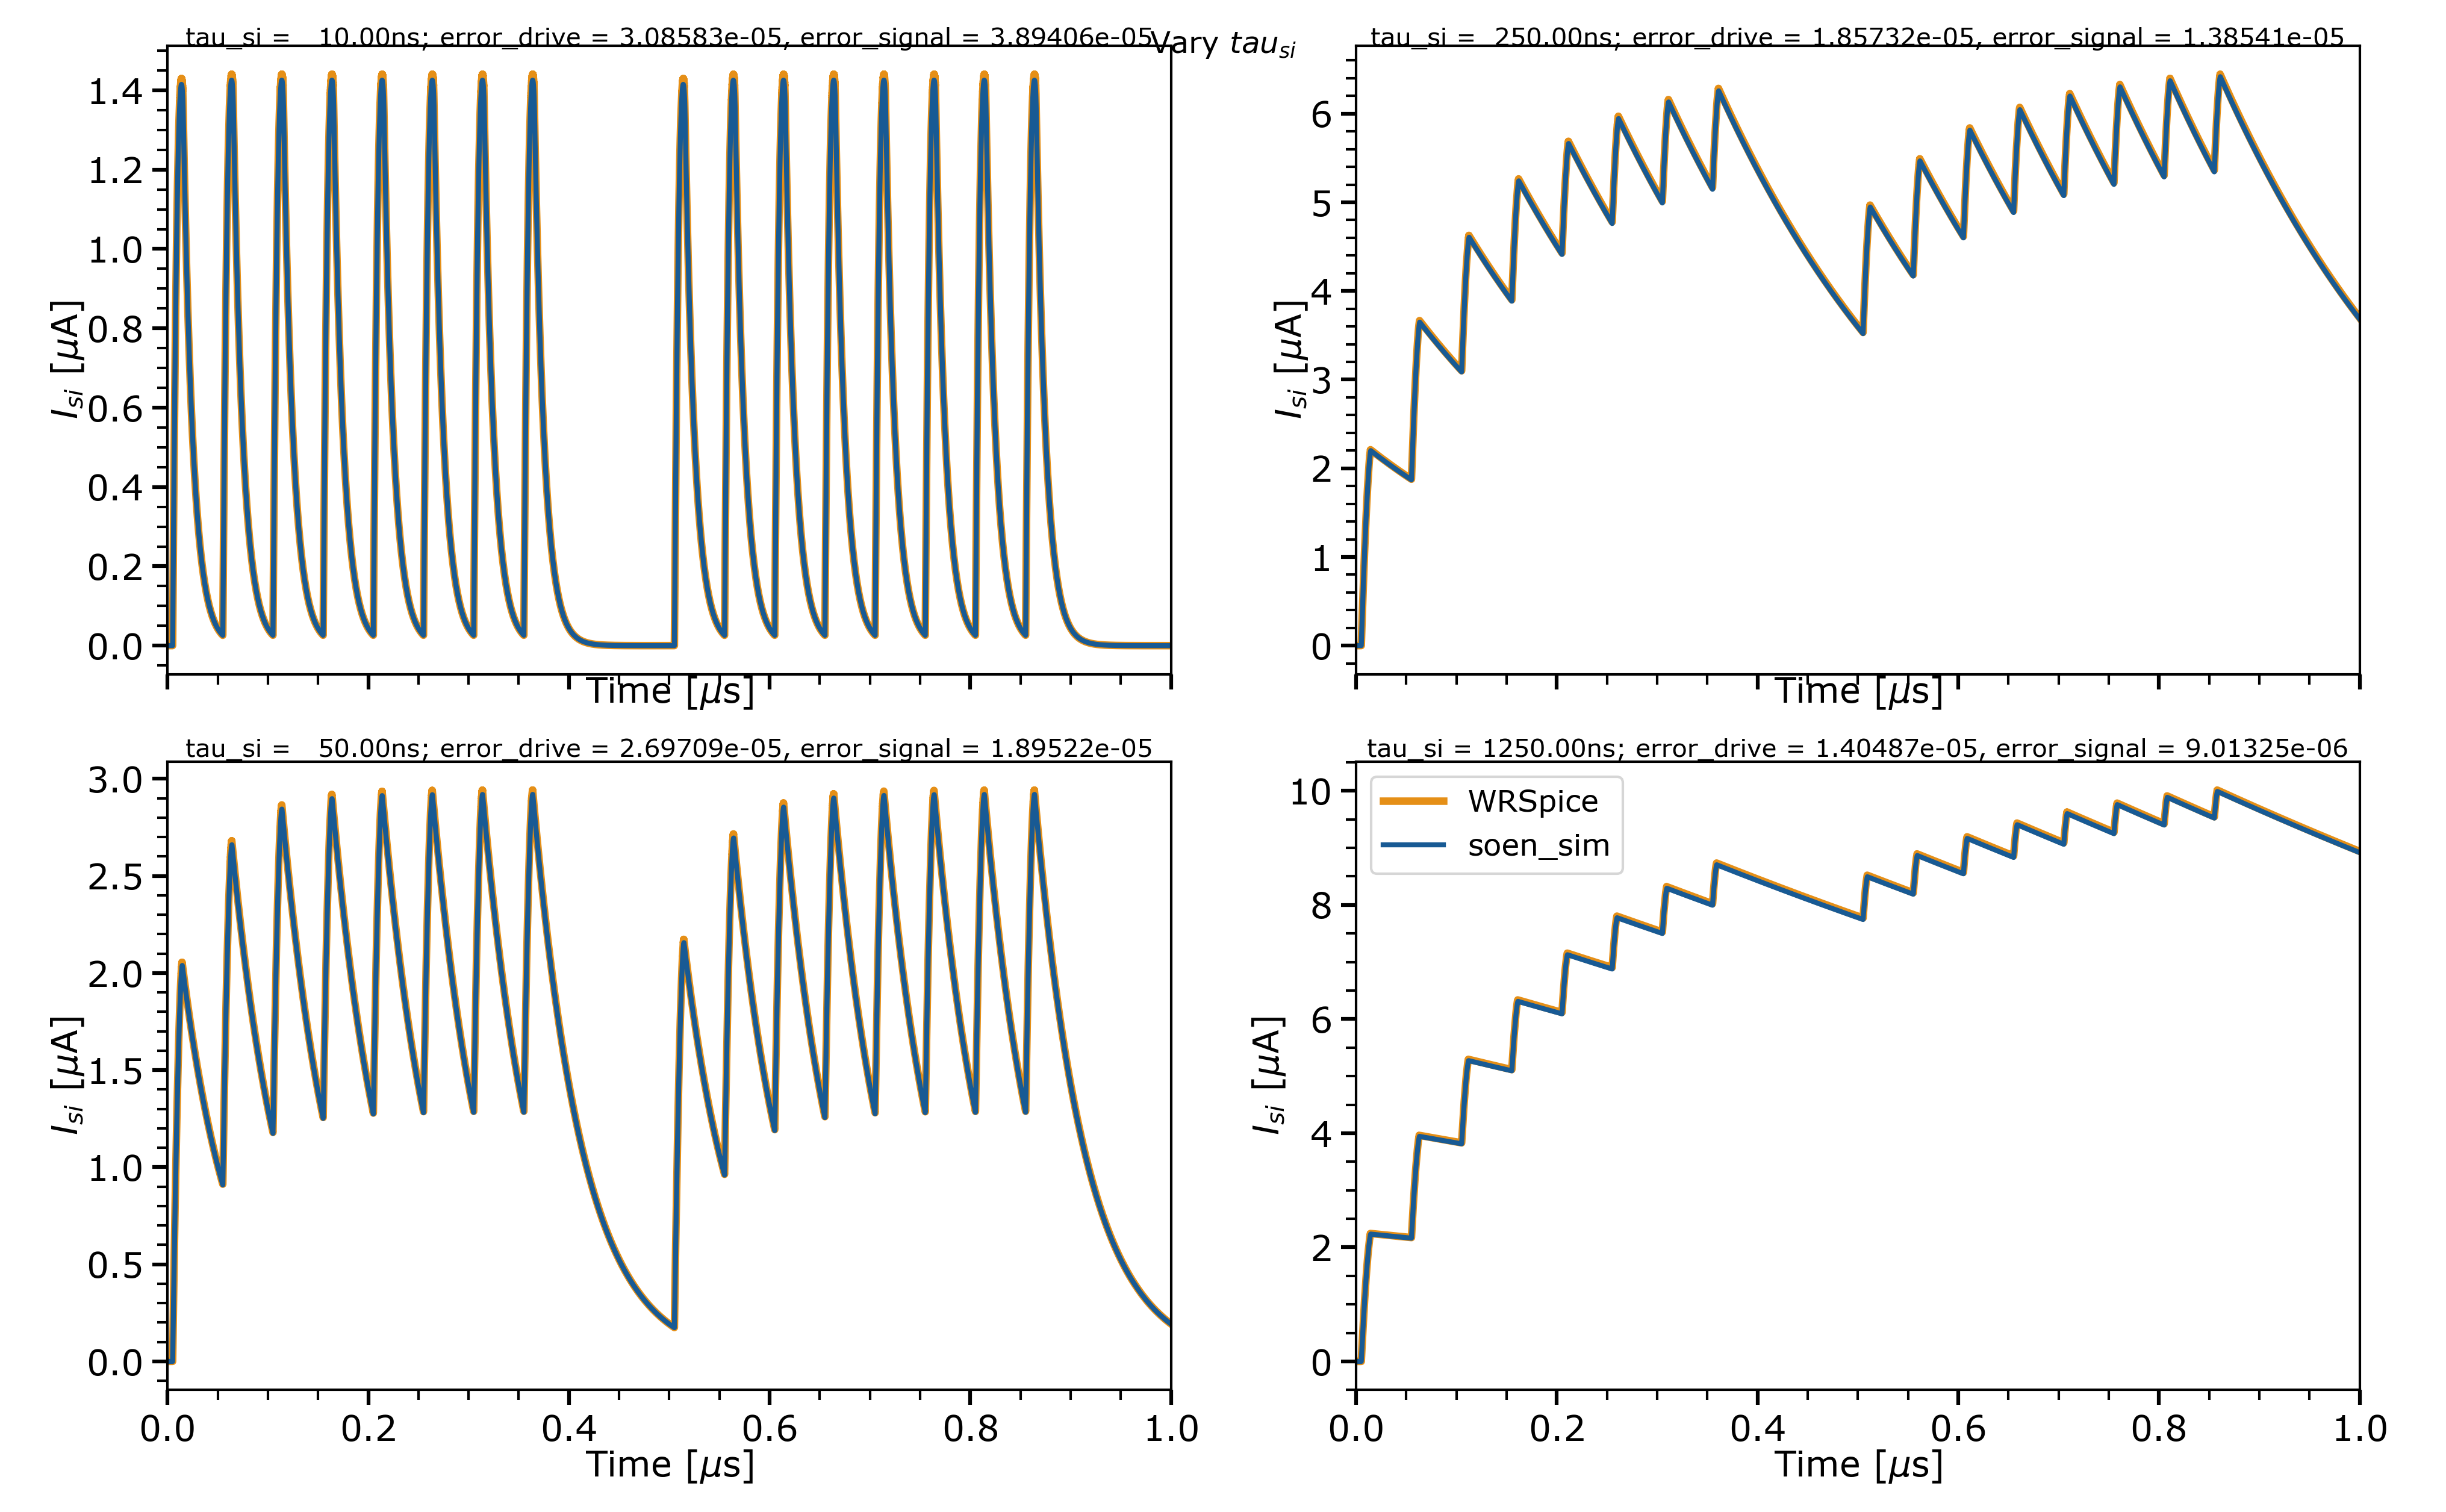 Vary tau_si
tau_si = 10.00ns; error_drive = 3.08583e-05, error_signal = 3.89406e-05
1.4
1.2
1.0
0.8
0.6
0.4
0.2
0.0
I_si [μA]
Time [μs]
tau_si = 250.00ns; error_drive = 1.85732e-05, error_signal = 1.38541e-05
6
5
4
3
2
1
0
I_si [μA]
Time [μs]
tau_si = 50.00ns; error_drive = 2.69709e-05, error_signal = 1.89522e-05
3.0
2.5
2.0
1.5
1.0
0.5
0.0
I_si [μA]
0.0 0.2 0.4 0.6 0.8 1.0
Time [μs]
tau_si = 1250.00ns; error_drive = 1.40487e-05, error_signal = 9.01325e-06
WRSpice
soen_sim
10
8
6
4
2
0
I_si [μA]
0.0 0.2 0.4 0.6 0.8 1.0
Time [μs]